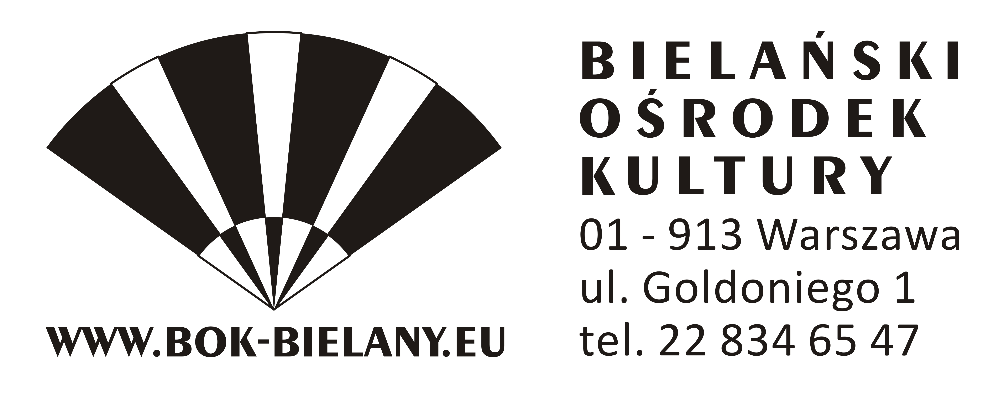 BIELAŃSKI
OŚRODEK
KULTURY
01 - 913 Warszawa
ul. Goldoniego 1
tel. 22 834 65 47
WWW.BOK-BIELANY.EU